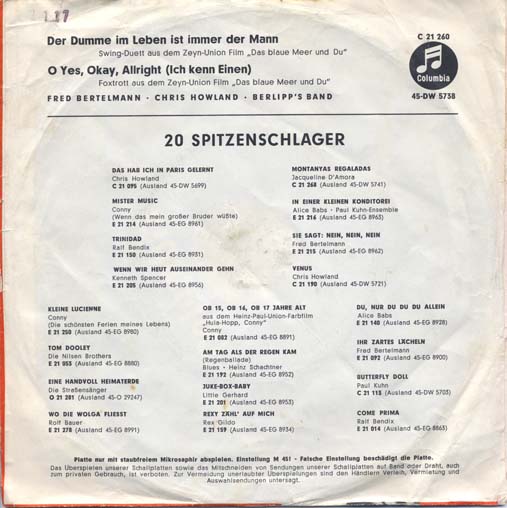 1.17
Der Dumme im Leben ist immer der Mann
Swing-Duett aus dem Zeyn-Union Film „Das blaue Meer und Du"
O Yes, Okay, Allright (Ich kenn Einen)
Foxtrott aus dem Zeyn-Union Film „Das blaue Meer und Du"
FRED BERTELMANN · CHRIS HOWLAND · BERLIPP'S BAND
C 21 260
Columbia
45-DW 5738
20 SPITZENSCHLAGER
DAS HAB ICH IN PARIS GELERNT
Chris Howland
C 21 095 (Ausland 45-DW 5699)
MISTER MUSIC
Conny
(Wenn das mein großer Bruder wüßte)
E 21 214 (Ausland 45-EG 8961)
TRINIDAD
Ralf Bendix
E 21 150 (Ausland 45-EG 8931)
WENN WIR HEUT AUSEINANDER GEHN
Kenneth Spencer
E 21 205 (Ausland 45-EG 8956)
MONTANYAS REGALADAS
Jacqueline D'Amora
C 21 268 (Ausland 45-DW 5741)
IN EINER KLEINEN KONDITOREI
Alice Babs · Paul Kuhn-Ensemble
E 21 216 (Ausland 45-EG 8963)
SIE SAGT: NEIN, NEIN, NEIN
Fred Bertelmann
E 21 215 (Ausland 45-EG 8962)
VENUS
Chris Howland
C 21 190 (Ausland 45-DW 5721)
KLEINE LUCIENNE
Conny
(Die schönsten Ferien meines Lebens)
E 21 250 (Ausland 45-EG 8980)
TOM DOOLEY
Die Nilsen Brothers
E 21 053 (Ausland 45-EG 8880)
EINE HANDVOLL HEIMATERDE
Die Straßensänger
O 21 281 (Ausland 45-O 29247)
WO DIE WOLGA FLIESST
Rolf Bauer
E 21 278 (Ausland 45-EG 8991)
OB 15, OB 16, OB 17 JAHRE ALT
aus dem Heinz-Paul-Union-Farbfilm
„Hula-Hopp, Conny"
Conny
E 21 082 (Ausland 45-EG 8891)
AM TAG ALS DER REGEN KAM
(Regenballade)
Blues · Heinz Schachtner
E 21 192 (Ausland 45-EG 8952)
JUKE-BOX-BABY
Little Gerhard
E 21 201 (Ausland 45-EG 8953)
REXY ZÄHL' AUF MICH
Rex Gildo
E 21 159 (Ausland 45-EG 8934)
DU, NUR DU DU DU ALLEIN
Alice Babs
E 21 140 (Ausland 45-EG 8928)
IHR ZARTES LÄCHELN
Fred Bertelmann
E 21 092 (Ausland 45-EG 8900)
BUTTERFLY DOLL
Paul Kuhn
C 21 113 (Ausland 45-DW 5703)
COME PRIMA
Ralf Bendix
E 21 014 (Ausland 45-EG 8863)
Platte nur mit staubfreiem Mikrosaphir abspielen. Einstellung M 45! · Falsche Einstellung beschädigt die Platte.
Das Überspielen unserer Schallplatten sowie das Mitschneiden von Sendungen unserer Schallplatten auf Band oder Draht, auch
zum privaten Gebrauch, ist verboten. Zur Vermeidung unerlaubter Überspielungen sind den Händlern Verleih, Vermietung und
Auswahlsendungen untersagt.